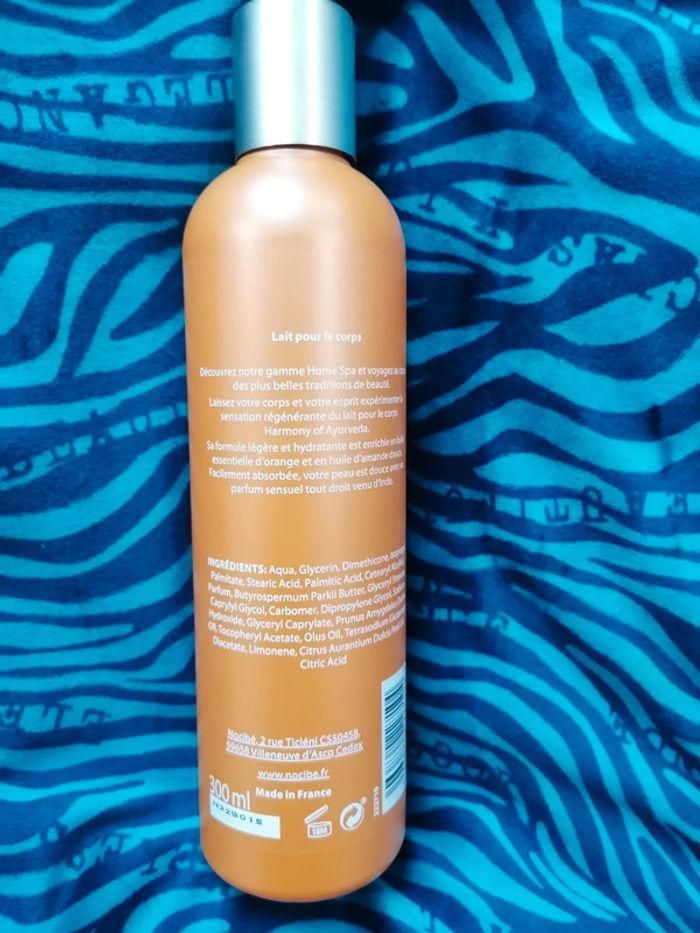 Lait pour le corps
Découvrez notre gamme Home Spa et voyagez au
des plus belles traditions de beauté.
Laissez votre corps et votre esprit expérimenter
sensation régénérante du lait pour le corps
Harmony of Ayurveda.
Sa formule légère et hydratante est enrichie en
essentielle d'orange et en huile d'amande douce.
Facilement absorbée, votre peau est douce avec
parfum sensuel tout droit venu d'Inde.
INGRÉDIENTS: Aqua, Glycerin, Dimethicone,
Palmitate, Stearic Acid, Palmitic Acid, Cetearyl
Parfum, Butyrospermum Parkii Butter, Glyceryl
Caprylyl Glycol, Carbomer, Dipropylene Glycol,
Hydroxide, Glyceryl Caprylate, Prunus Amygdalus
Oil, Tocopheryl Acetate, Olus Oil, Tetrasodium
Diacetate, Limonene, Citrus Aurantium Dulcis
Citric Acid
Nocibé, 2 rue Ticléni CS50458,
59658 Villeneuve d'Ascq Cedex
www.nocibe.fr
300 ml Made in France
N329015
18M
322710